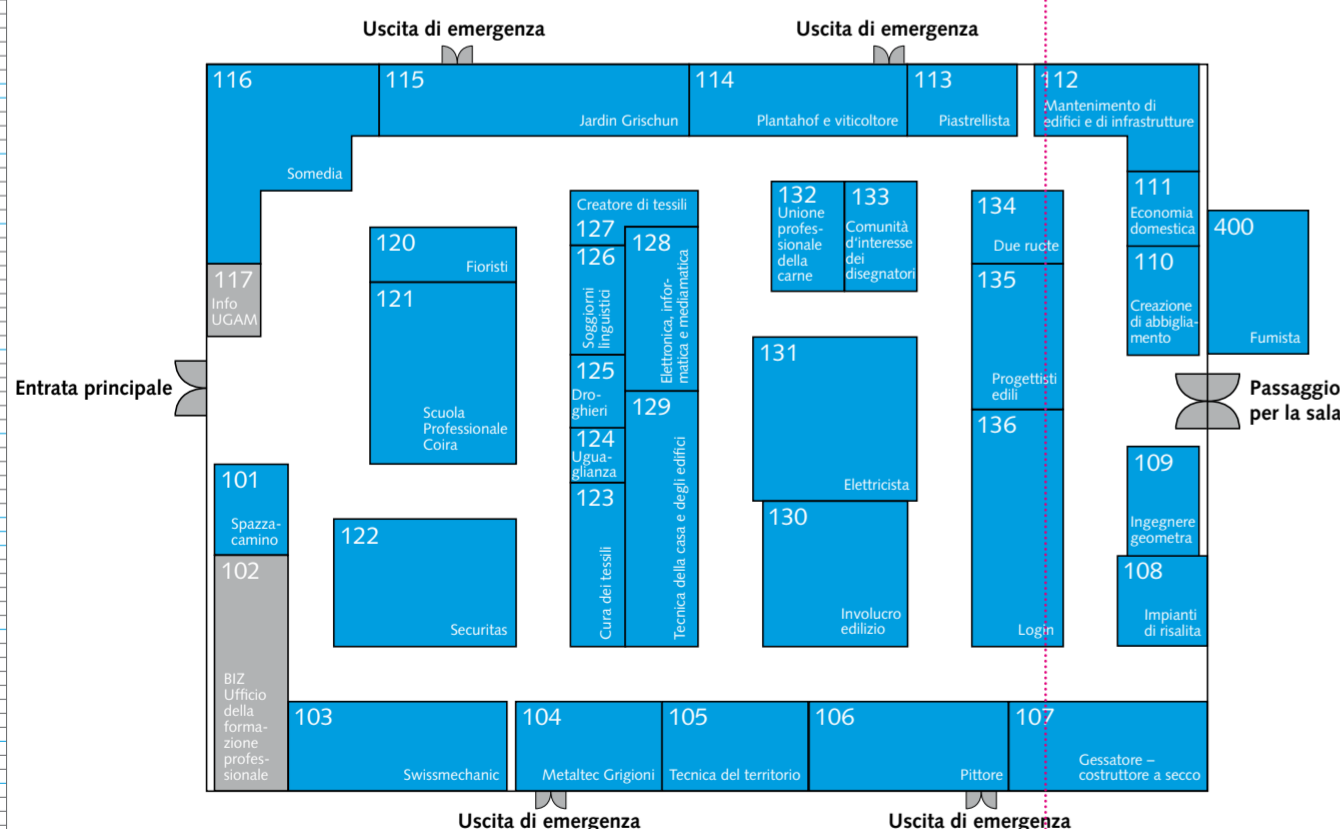 Uscita di emergenza
Uscita di emergenza
116
Somedia
115
Jardin Grischun
114
Plantahof e viticoltore
113
Piastrellista
112
Mantenimento di
edifici e di infrastrutture
111
Economia
domestica
110
Creazione
di abbiglia-
mento
400
Fumista
117
Info
UGAM
120
Fioristi
121
Scuola
Professionale
Coira
Creatore di tessili
127
128
Elettronica, infor-
matica e mediamatica
126
Soggiorni
linguistici
125
Dro-
ghieri
124
Ugua-
glianza
123
Cura dei tessili
129
Tecnica della casa e degli edifici
132
Unione
profes-
sionale
della
carne
133
Comunità
d'interesse
dei
disegnatori
134
Due ruote
135
Progettisti
edili
136
Login
131
Elettricista
130
Involucro
edilizio
Entrata principale
Passaggio
per la sala
101
Spazza-
camino
102
BIZ
Ufficio
della
forma-
zione
profes-
sionale
122
Securitas
109
Ingegnere
geometra
108
Impianti
di risalita
103
Swissmechanic
104
Metaltec Grigioni
105
Tecnica del territorio
106
Pittore
107
Gessatore –
costruttore a secco
Uscita di emergenza
Uscita di emergenza